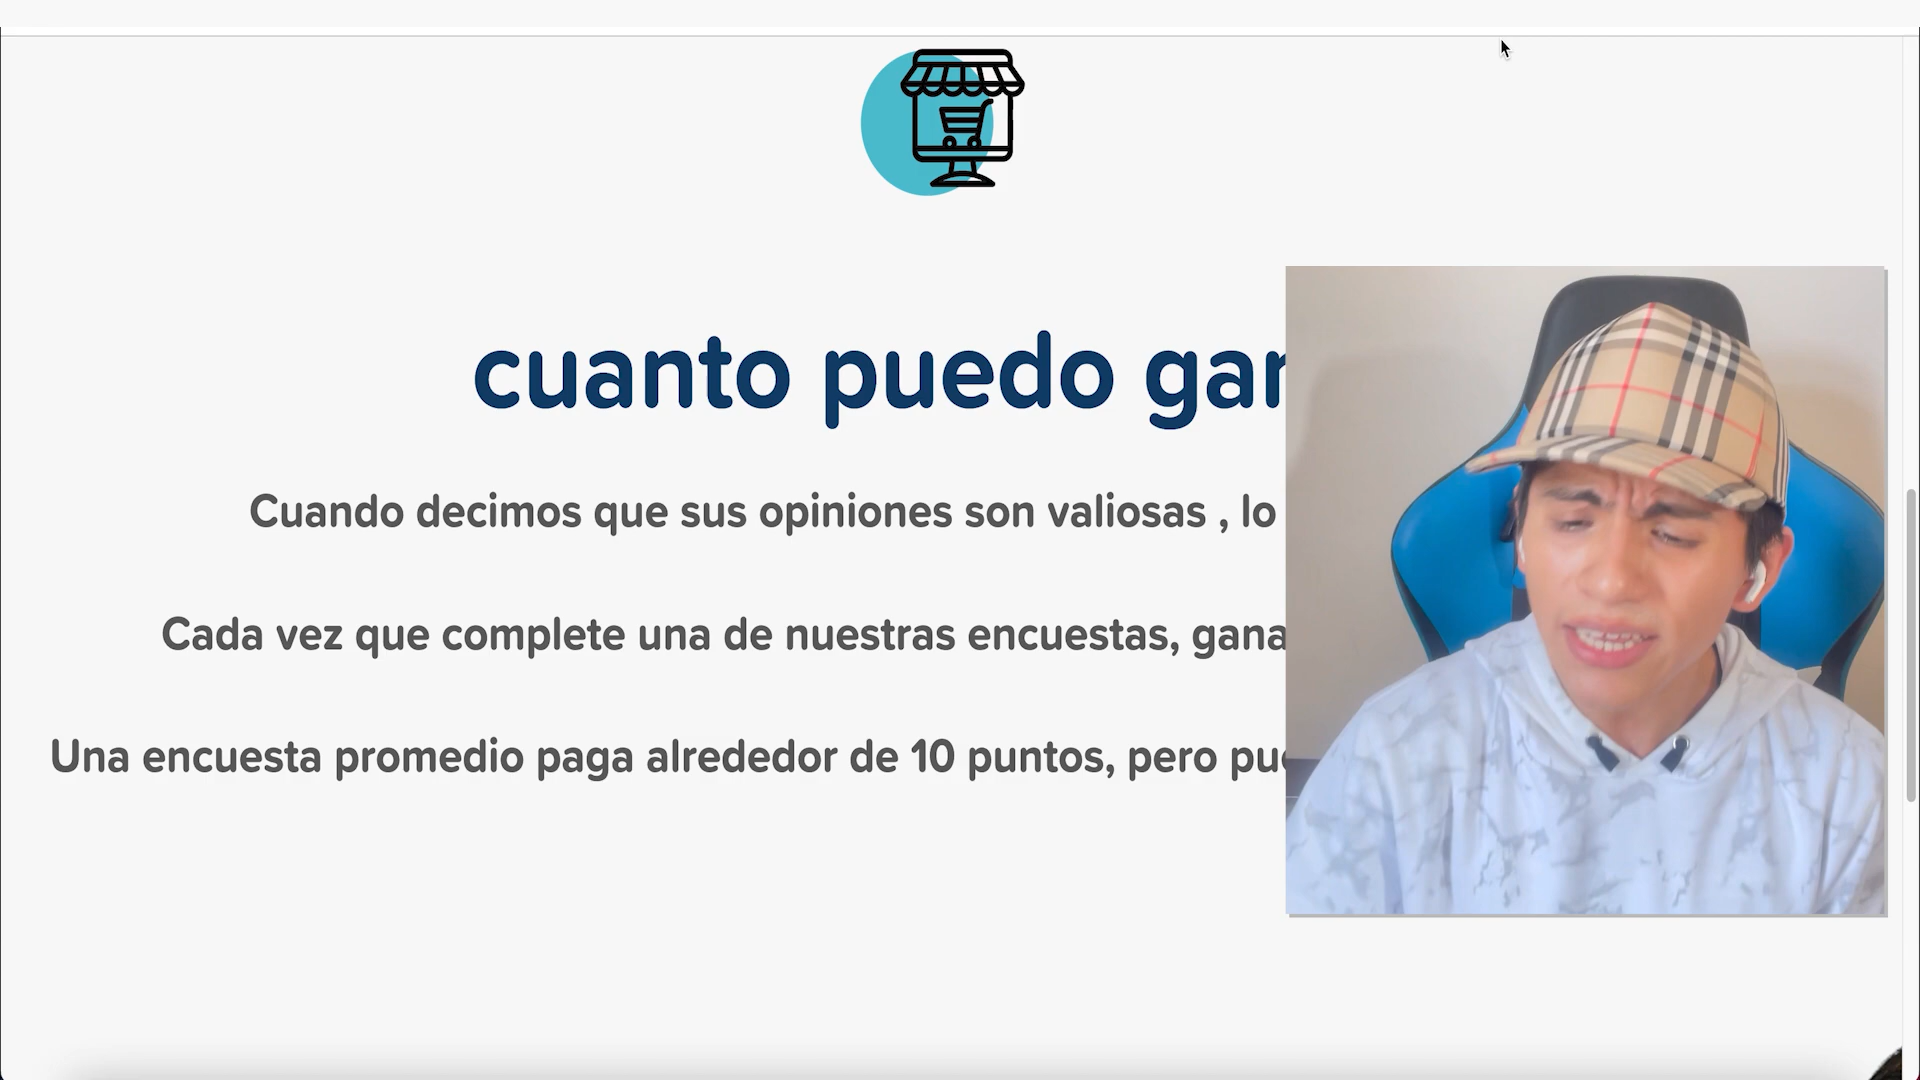 cuanto puedo gan
Cuando decimos que sus opiniones son valiosas , lo
Cada vez que complete una de nuestras encuestas, gana
Una encuesta promedio paga alrededor de 10 puntos, pero